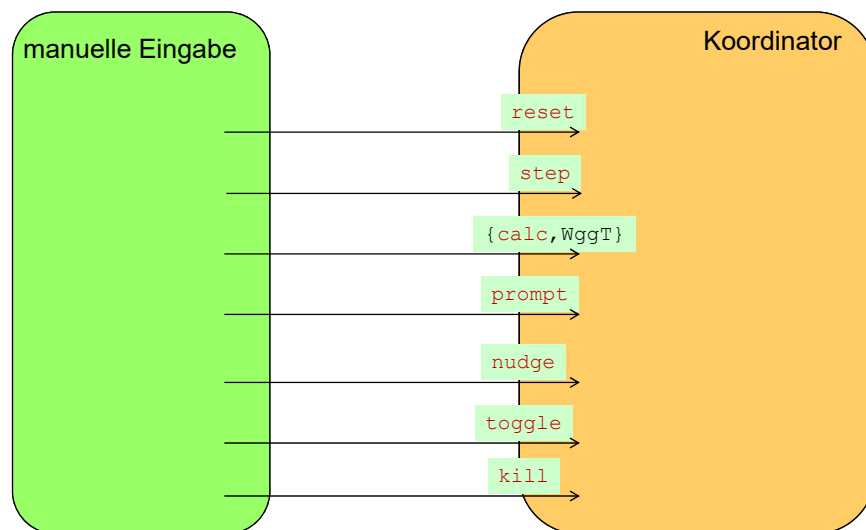 manuelle Eingabe
Koordinator
reset
step
{calc,WggT}
prompt
nudge
toggle
kill